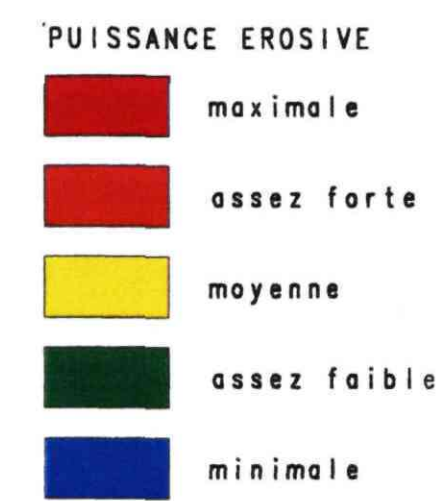 PUISSANCE EROSIVE
maximale
assez forte
moyenne
assez faible
minimale